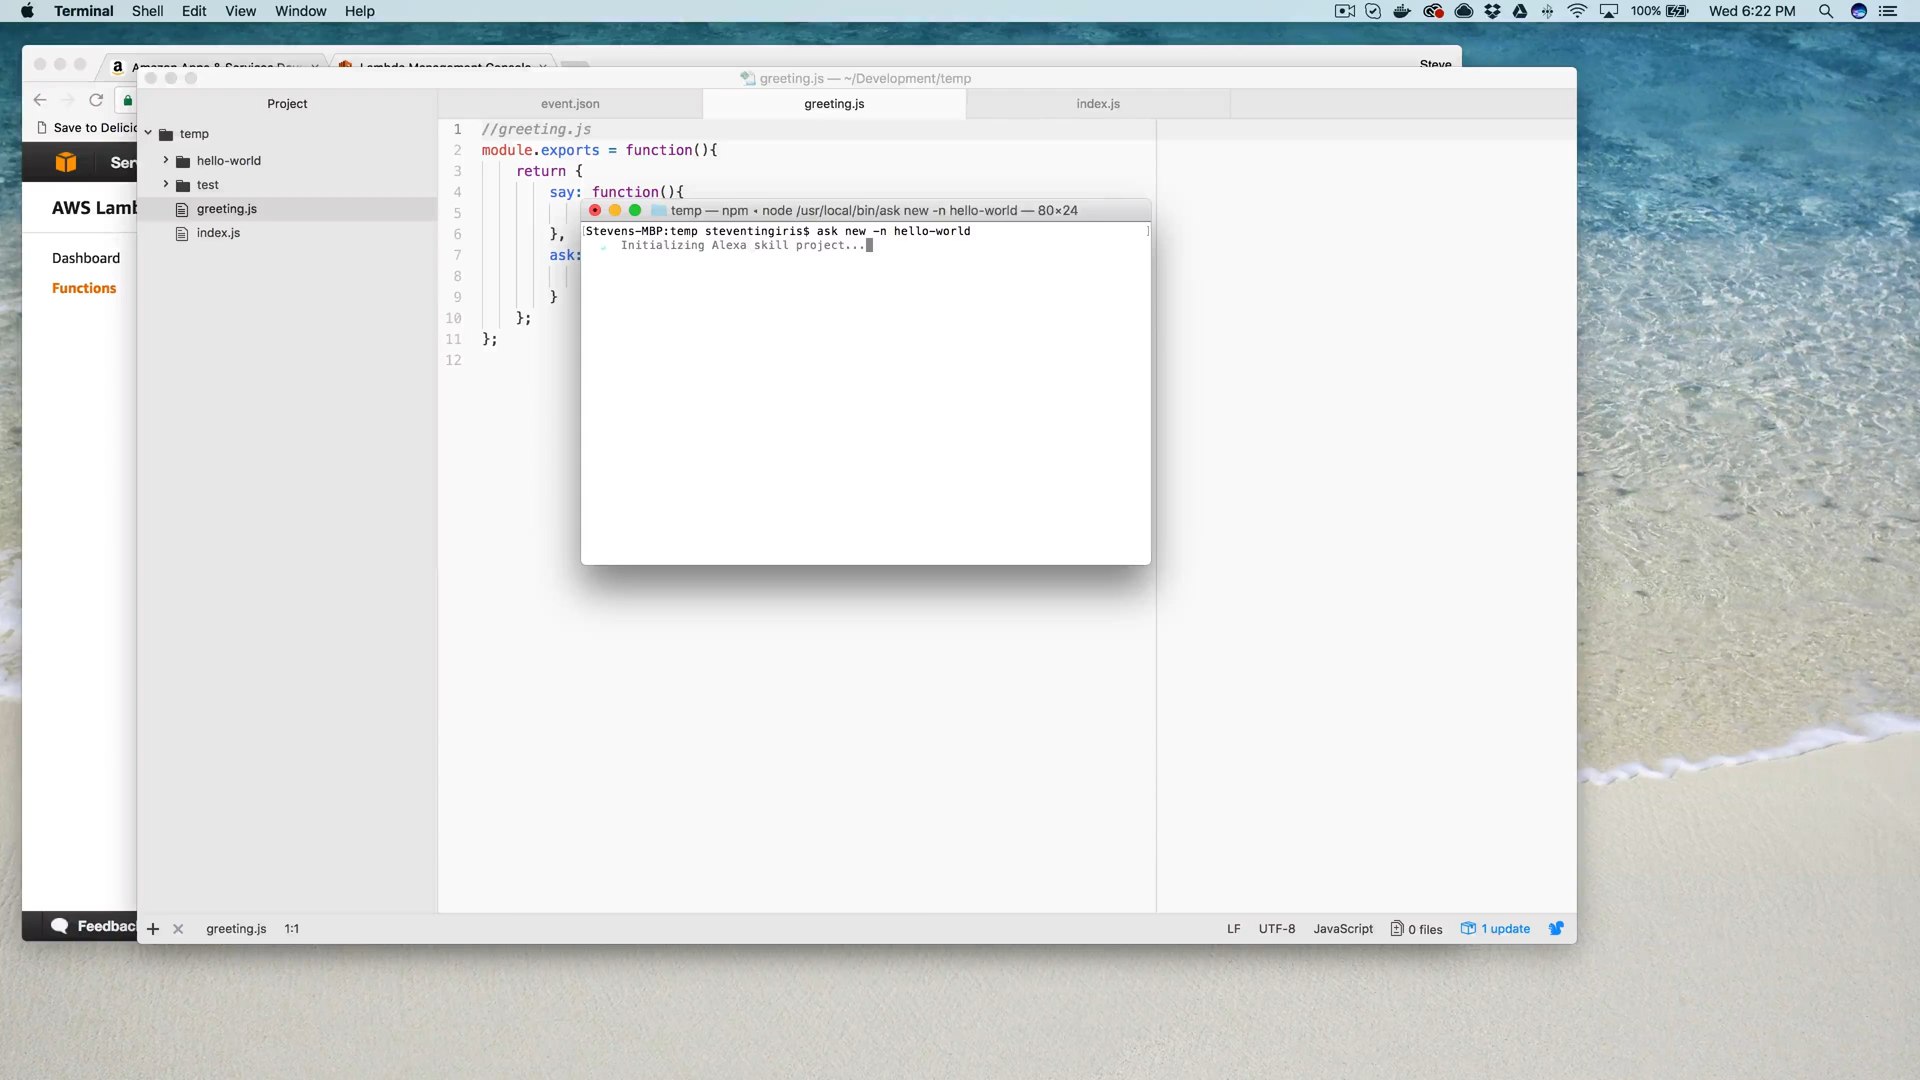 Terminal Shell Edit View Window Help 100% Wed 6:22 PM
Steve
greeting.js — ~/Development/temp
Save to Delicio
AWS Lamb
Dashboard
Functions
Feedbac
Project
temp
hello-world
test
greeting.js
index.js
event.json greeting.js index.js
1 //greeting.js
2 module.exports = function(){
3 return {
4 say: function(){
5
6 },
7 ask:
8
9 }
10 };
11 };
12
temp — npm • node /usr/local/bin/ask new -n hello-world — 80×24
[Stevens-MBP:temp steventingiris$ ask new -n hello-world ]
Initializing Alexa skill project...
greeting.js 1:1 LF UTF-8 JavaScript 0 files 1 update